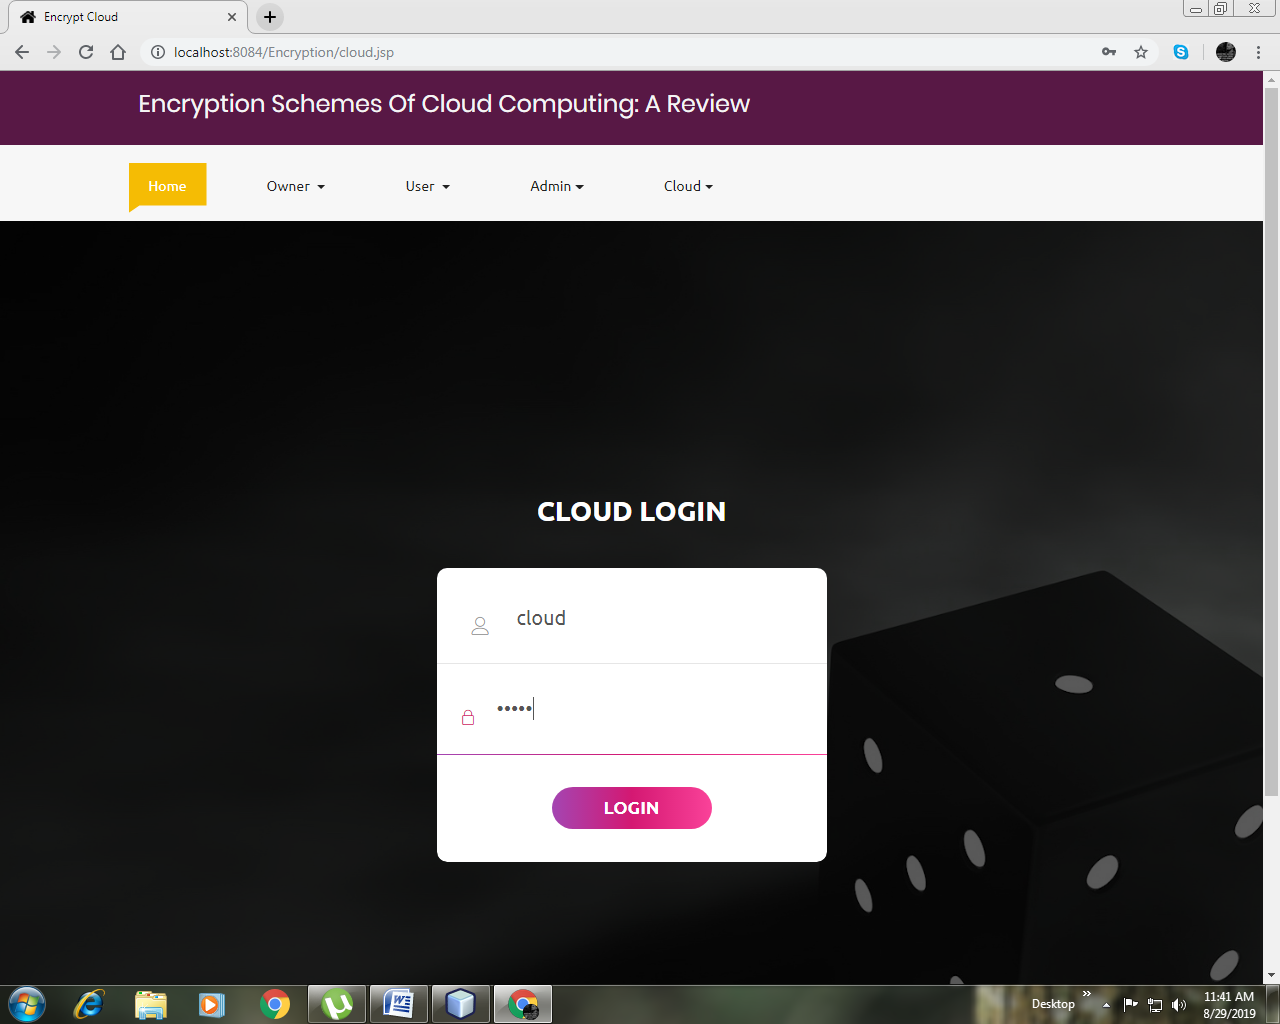 Encrypt Cloud
localhost:8084/Encryption/cloud.jsp
Encryption Schemes Of Cloud Computing: A Review
Home Owner User Admin Cloud
CLOUD LOGIN
cloud
•••••
LOGIN
Desktop
11:41 AM
8/29/2019